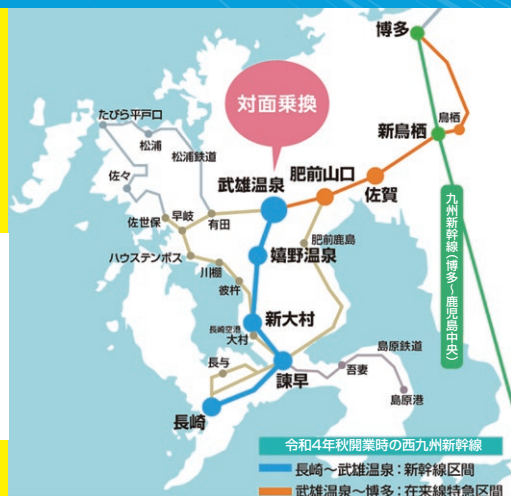 博多
鳥栖
新鳥栖
対面乗換
たびら平戸口
松浦
松浦鉄道
肥前山口
武雄温泉
佐賀
佐々
佐世保
早岐
有田
九州新幹線(博多〜鹿児島中央)
肥前鹿島
嬉野温泉
ハウステンボス
川棚
彼杵
新大村
長崎空港
大村
島原鉄道
諫早
長与
吾妻
島原港
長崎
令和4年秋開業時の西九州新幹線
長崎〜武雄温泉:新幹線区間
武雄温泉〜博多:在来線特急区間